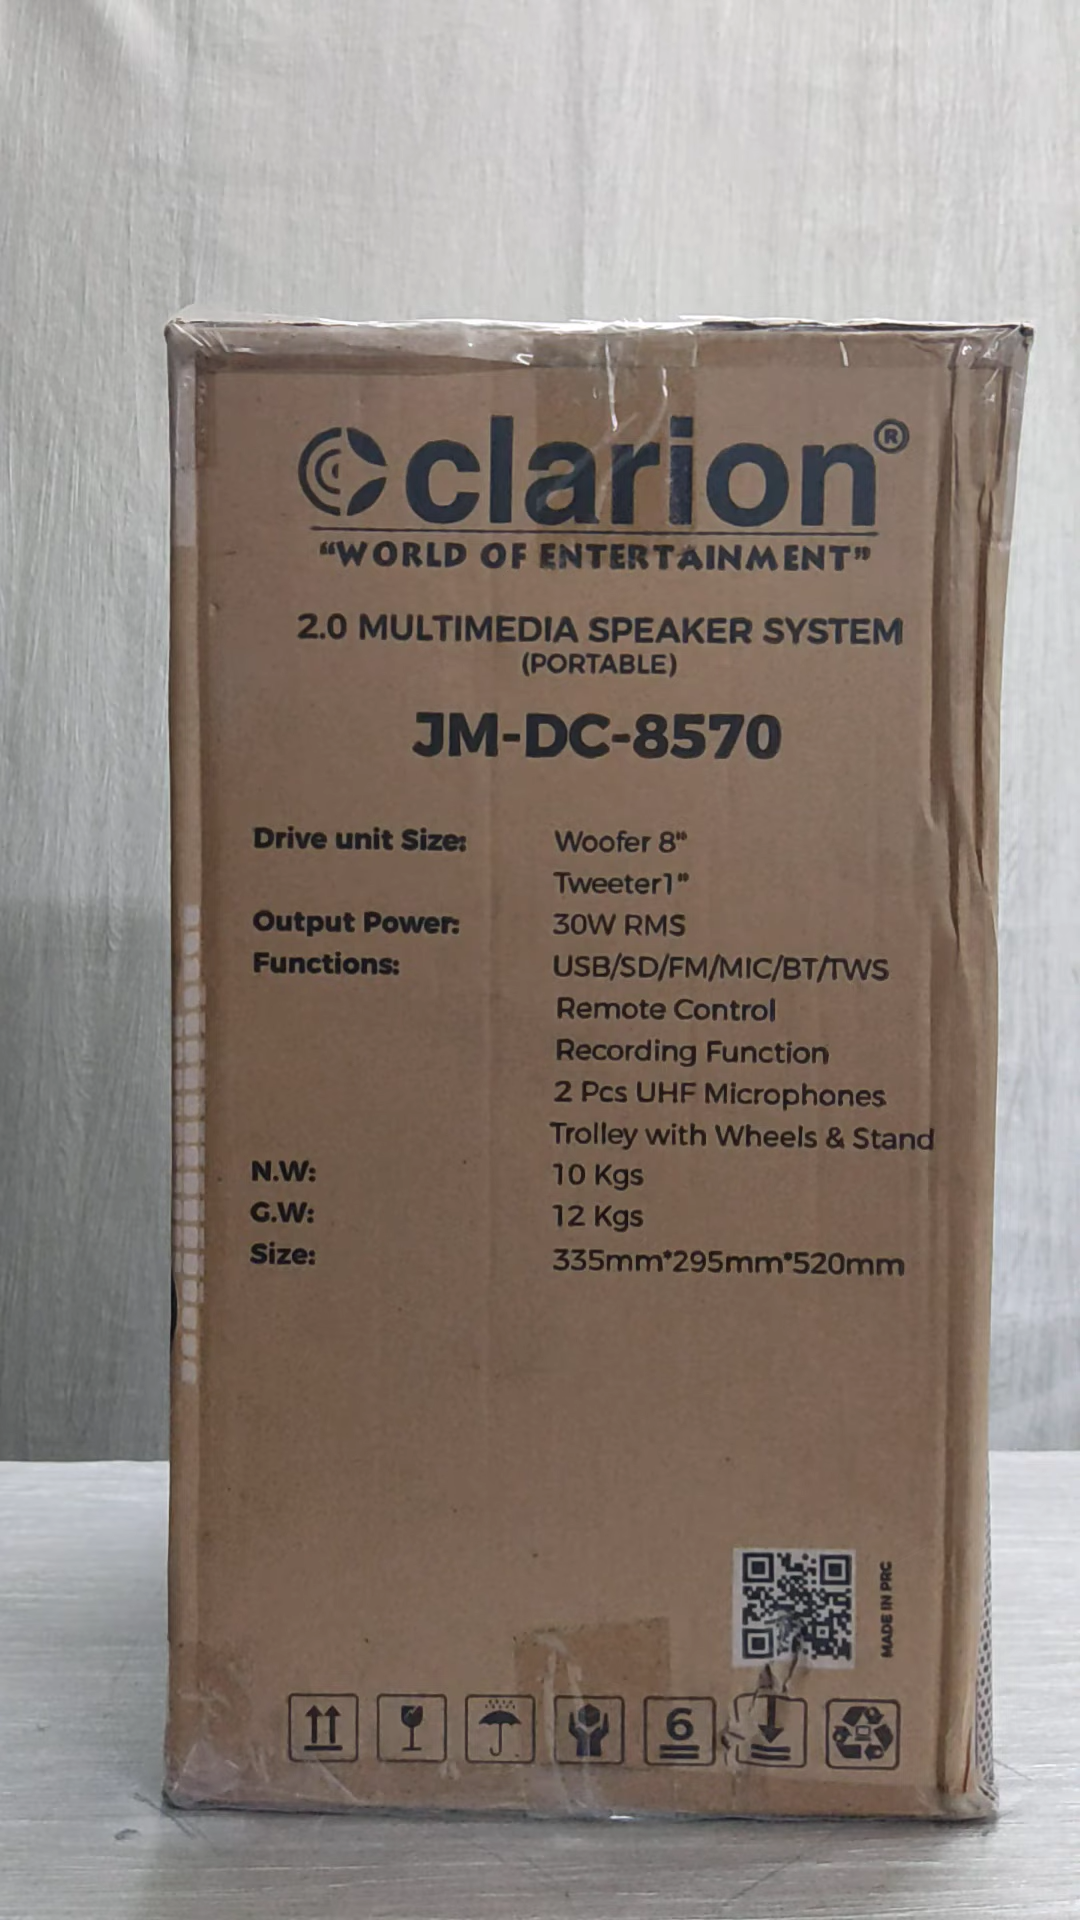 clarion®
“WORLD OF ENTERTAINMENT”
2.0 MULTIMEDIA SPEAKER SYSTEM
(PORTABLE)
JM-DC-8570
Drive unit Size: Woofer 8"
Tweeter1"
Output Power: 30W RMS
Functions: USB/SD/FM/MIC/BT/TWS
Remote Control
Recording Function
2 Pcs UHF Microphones
Trolley with Wheels & Stand
N.W: 10 Kgs
G.W: 12 Kgs
Size: 335mm*295mm*520mm
MADE IN PRC
6